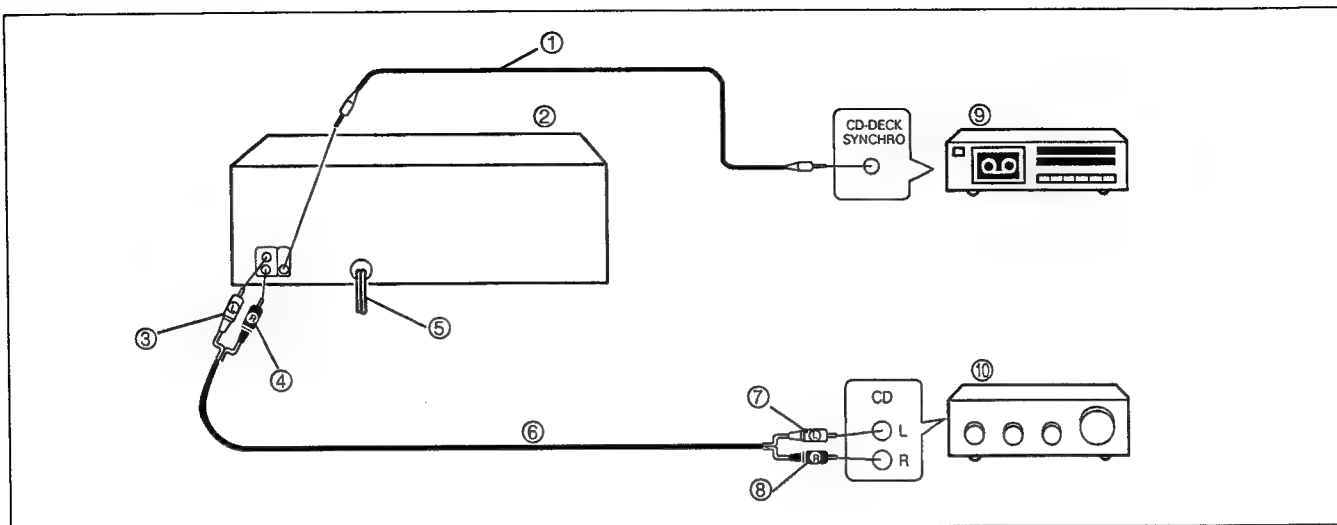 ①
②
CD-DECK
SYNCHRO
⑨
L
R
③
④
⑤
⑥
⑦
⑧
CD
L
R
L
R
⑩